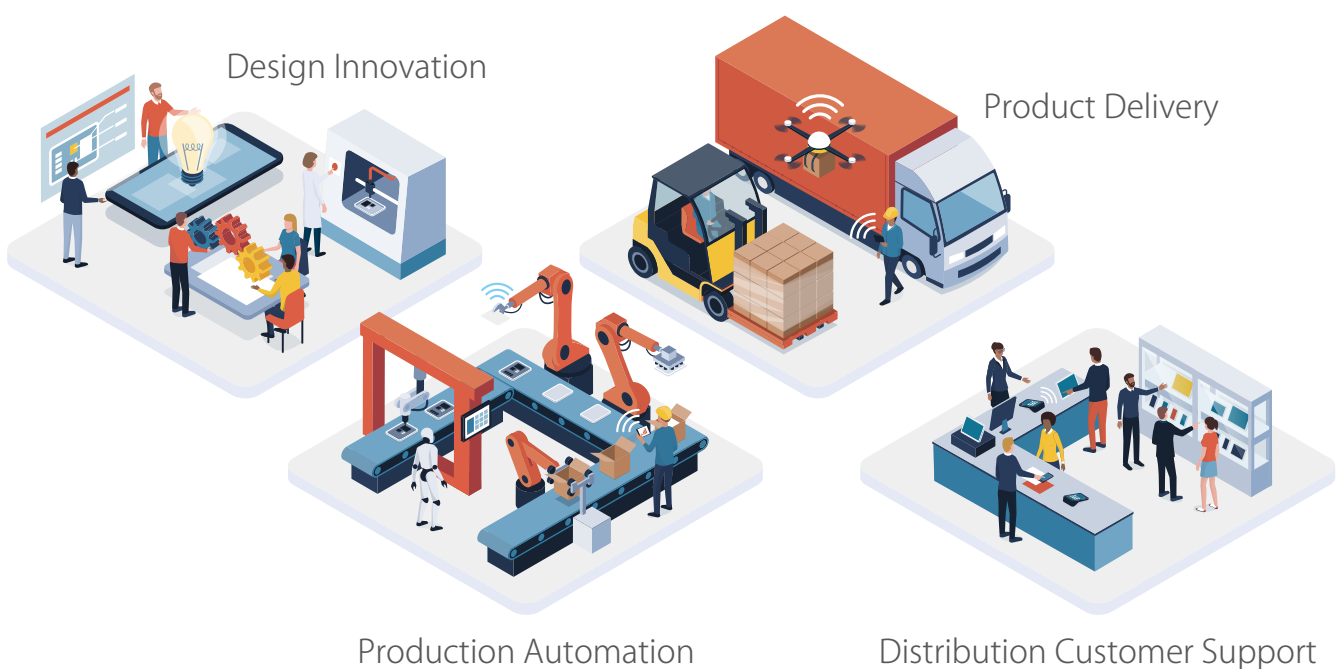 Design Innovation
Product Delivery
Production Automation
Distribution Customer Support